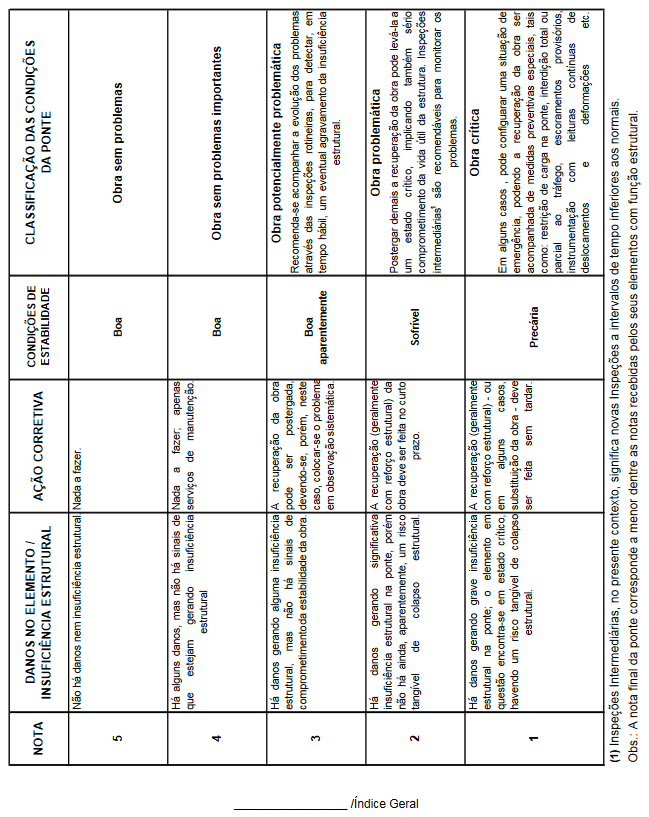 NOTA
DANOS NO ELEMENTO /
INSUFICIÊNCIA ESTRUTURAL
AÇÃO CORRETIVA
CONDIÇÕES DE
ESTABILIDADE
CLASSIFICAÇÃO DAS CONDIÇÕES
DA PONTE
5
Não há danos nem insuficiência estrutural.
Nada a fazer.
Boa
Obra sem problemas
4
Há alguns danos, mas não há sinais de
que estejam gerando insuficiência
estrutural
Nada a fazer; apenas
serviços de manutenção.
Boa
Obra sem problemas importantes
3
Há danos gerando alguma insuficiência
estrutural, mas não há sinais de
comprometimento da estabilidade da obra.
A recuperação da obra
pode ser postergada,
devendo-se, porém, neste
caso, colocar-se o problema
em observação sistemática.
Boa
aparentemente
Obra potencialmente problemática
Recomenda-se acompanhar a evolução dos problemas
através das inspeções rotineiras, para detectar, em
tempo hábil, um eventual agravamento da insuficiência
estrutural.
2
Há danos gerando significativa
insuficiência estrutural na ponte, porém
não há ainda, aparentemente, um risco
tangível de colapso estrutural.
A recuperação (geralmente
com reforço estrutural) da
obra deve ser feita no curto
prazo.
Sofrível
Obra problemática
Postergar demais a recuperação da obra pode levá-la a
um estado crítico, implicando também sério
comprometimento da vida útil da estrutura. Inspeções
intermediárias¹ são recomendáveis para monitorar os
problemas.
1
Há danos gerando grave insuficiência
estrutural na ponte; o elemento em
questão encontra-se em estado crítico,
havendo um risco tangível de colapso
estrutural.
A recuperação (geralmente
com reforço estrutural) - ou
em alguns casos,
substituição da obra - deve
ser feita sem tardar.
Precária
Obra crítica
Em alguns casos , pode configuarar uma situação de
emergência, podendo a recuperação da obra ser
acompanhada de medidas preventivas especiais, tais
como: restrição de carga na ponte, interdição total ou
parcial ao tráfego, escoramentos provisórios,
instrumentação com leituras contínuas de
deslocamentos e deformações etc.
(1) Inspeções Intermediárias, no presente contexto, significa novas Inspeções a intervalos de tempo inferiores aos normais.
Obs.: A nota final da ponte corresponde a menor dentre as notas recebidas pelos seus elementos com função estrutural.
__________________ /Índice Geral